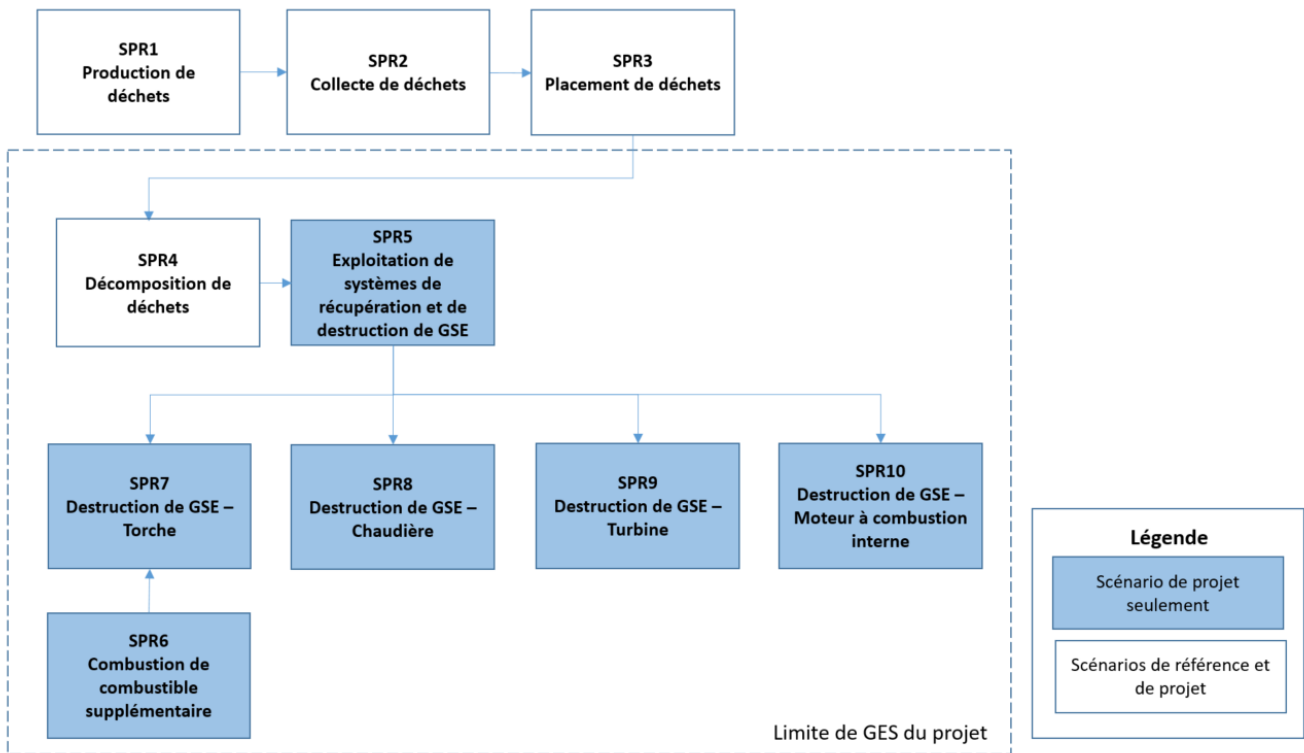 SPR1
Production de
déchets
SPR2
Collecte de déchets
SPR3
Placement de déchets
SPR4
Décomposition de
déchets
SPR5
Exploitation de
systèmes de
récupération et de
destruction de GSE
SPR7
Destruction de GSE –
Torche
SPR8
Destruction de GSE –
Chaudière
SPR9
Destruction de GSE –
Turbine
SPR10
Destruction de GSE –
Moteur à combustion
interne
SPR6
Combustion de
combustible
supplémentaire
Limite de GES du projet
Légende
Scénario de projet
seulement
Scénarios de référence et
de projet